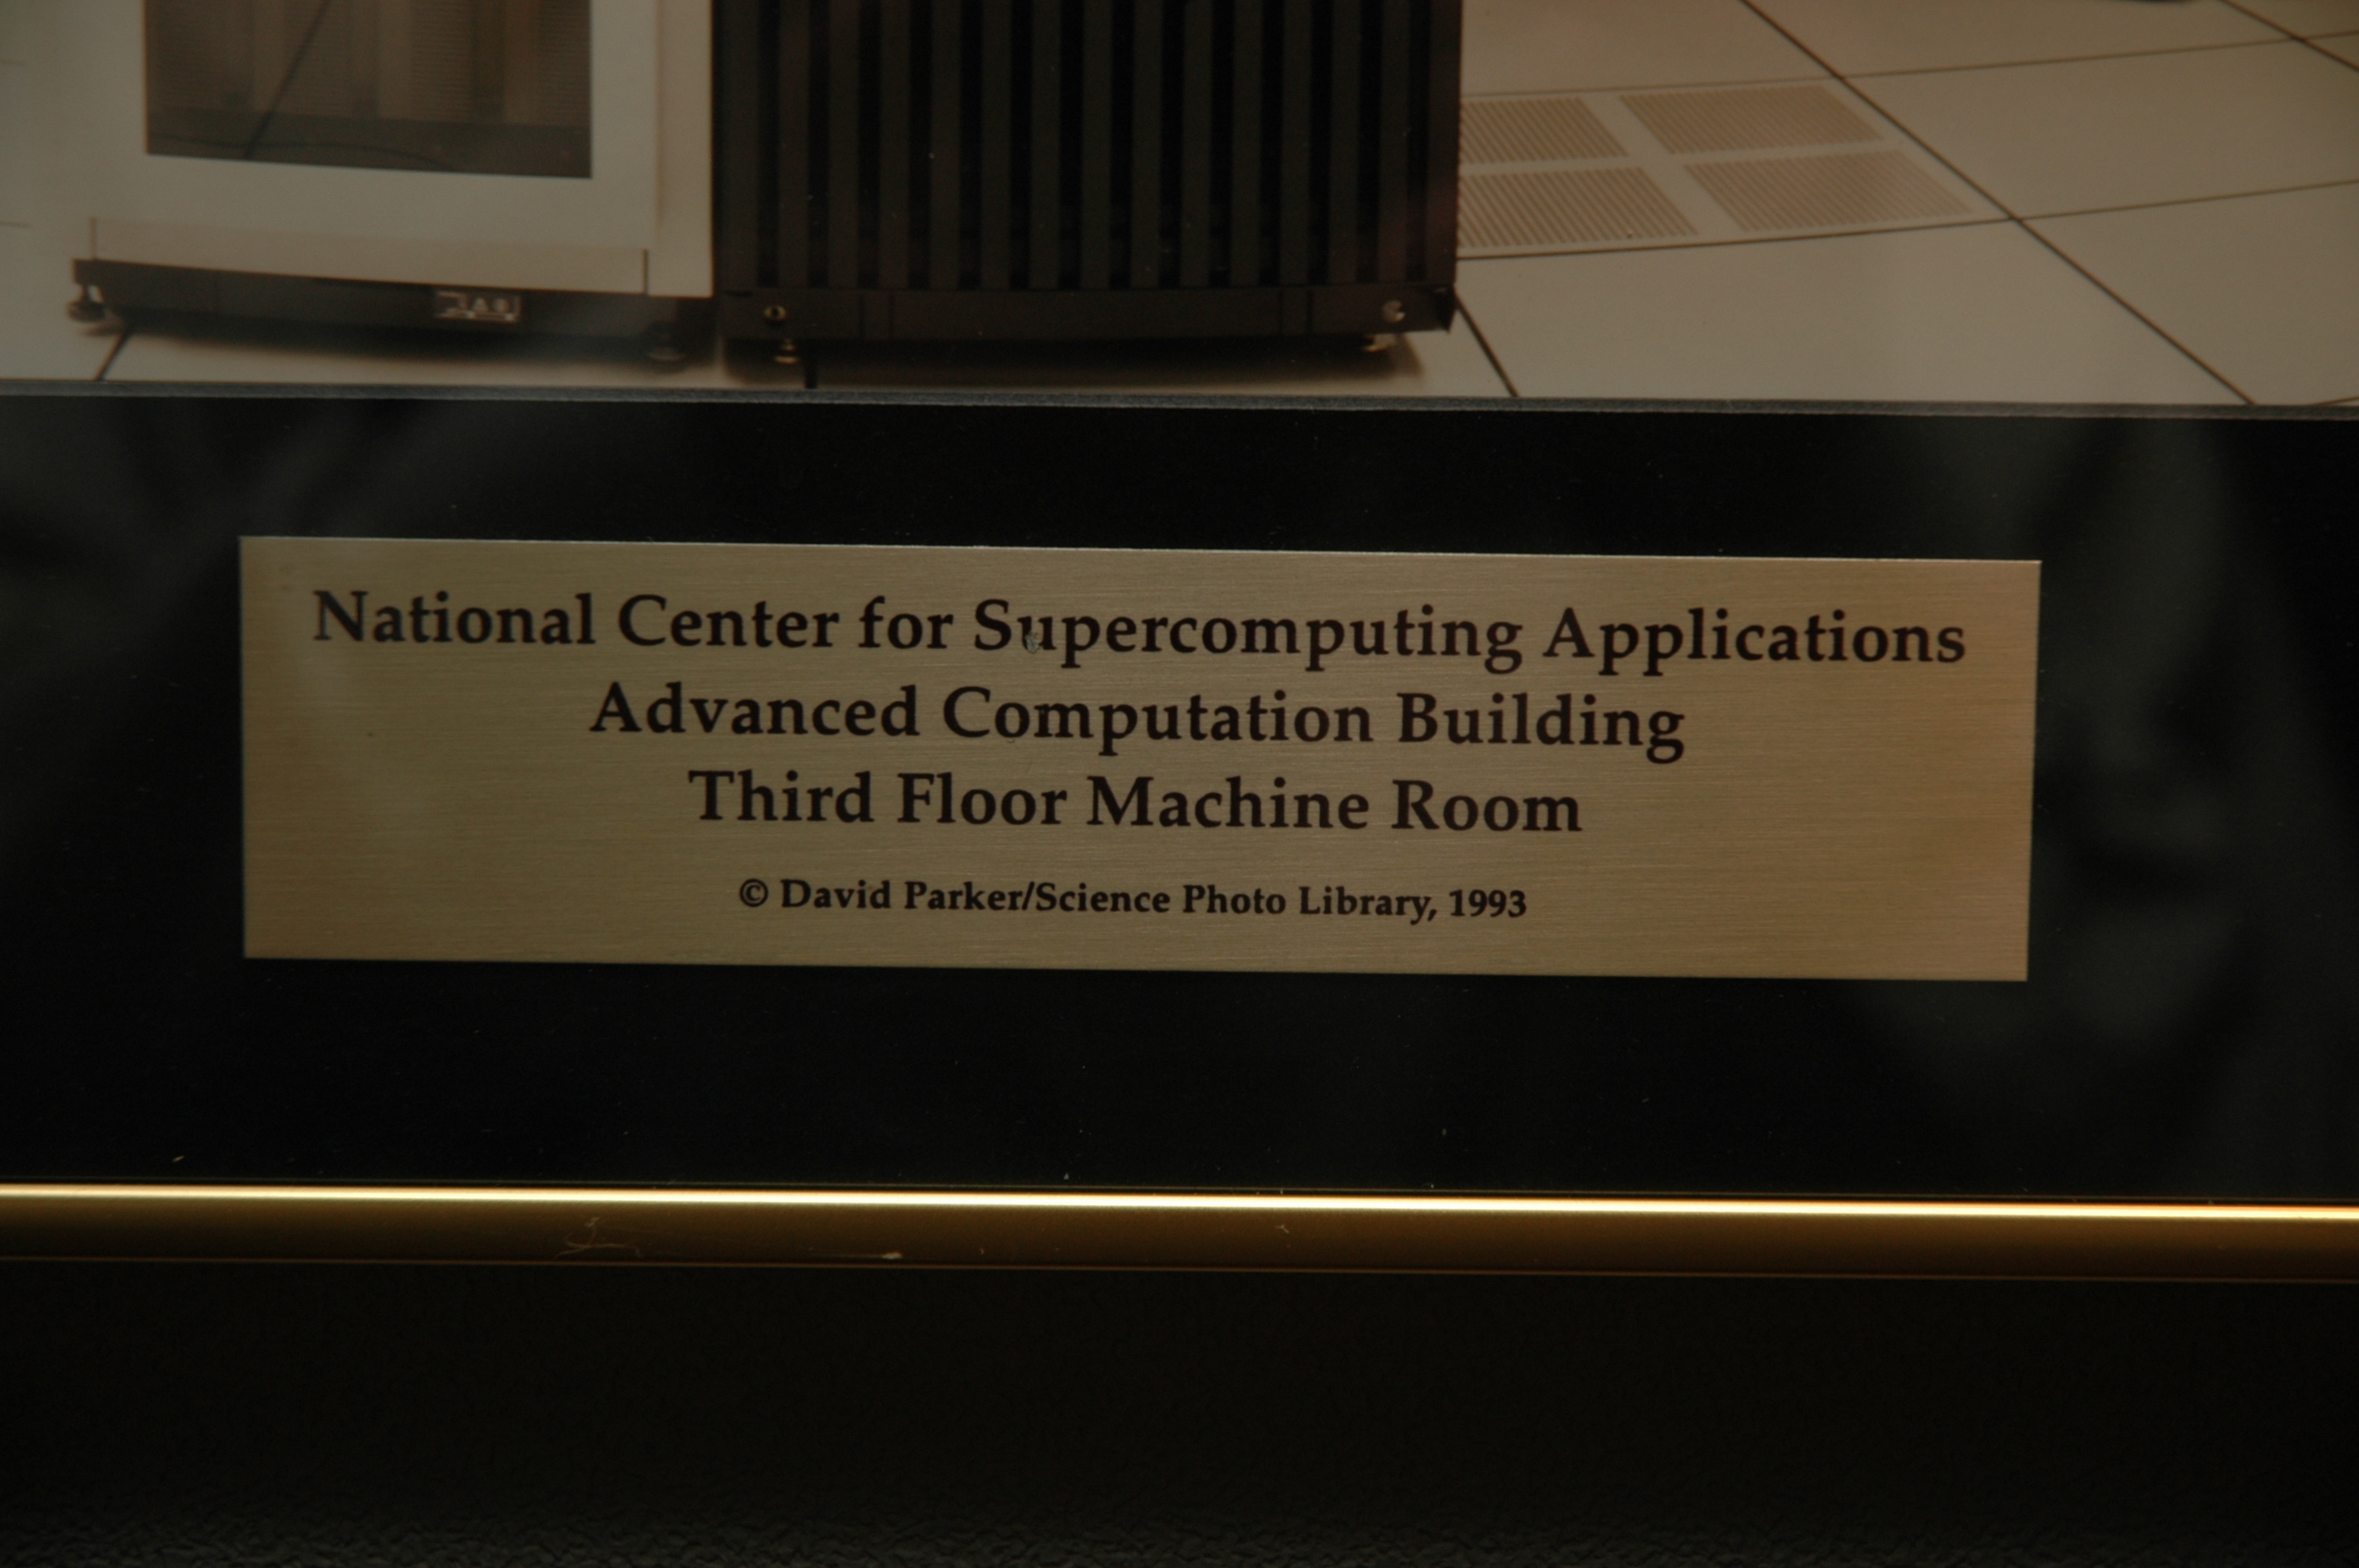 National Center for Supercomputing Applications
Advanced Computation Building
Third Floor Machine Room
© David Parker/Science Photo Library, 1993